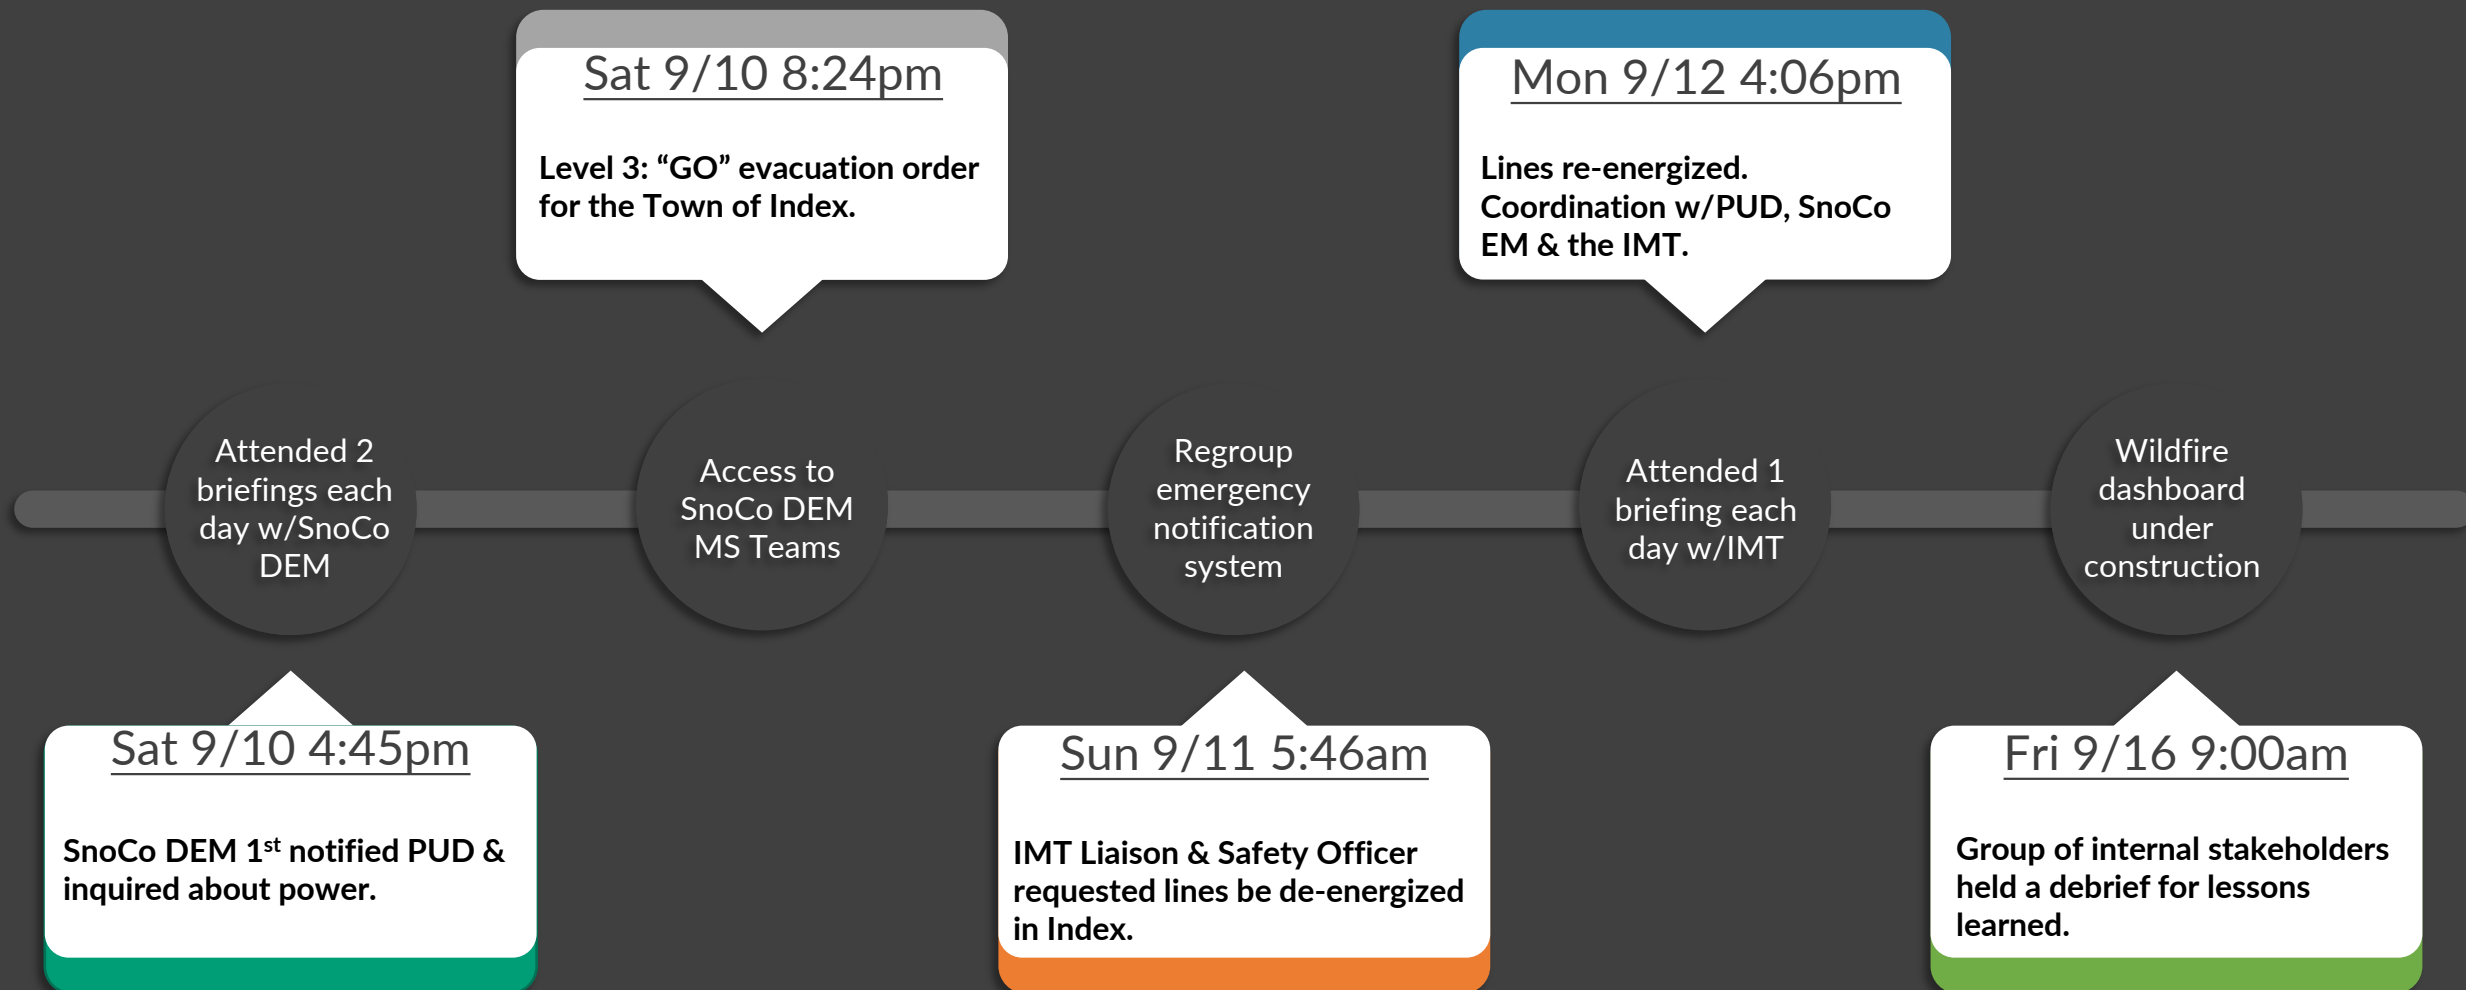 Sat 9/10 8:24pm
Level 3: “GO” evacuation order
for the Town of Index.
Mon 9/12 4:06pm
Lines re-energized.
Coordination w/PUD, SnoCo
EM & the IMT.
Attended 2
briefings each
day w/SnoCo
DEM
Access to
SnoCo DEM
MS Teams
Regroup
emergency
notification
system
Attended 1
briefing each
day w/IMT
Wildfire
dashboard
under
construction
Sat 9/10 4:45pm
SnoCo DEM 1st notified PUD &
inquired about power.
Sun 9/11 5:46am
IMT Liaison & Safety Officer
requested lines be de-energized
in Index.
Fri 9/16 9:00am
Group of internal stakeholders
held a debrief for lessons
learned.